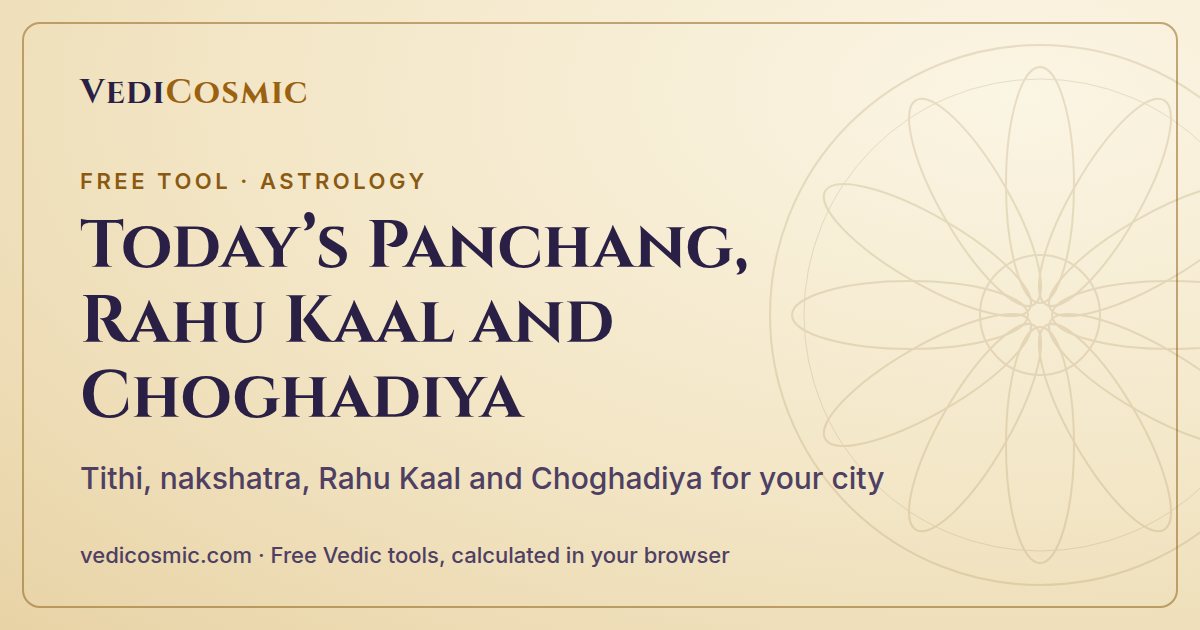 VediCosmic
FREE TOOL · ASTROLOGY
Today’s Panchang,
Rahu Kaal and
Choghadiya
Tithi, nakshatra, Rahu Kaal and Choghadiya for your city
vedicosmic.com · Free Vedic tools, calculated in your browser